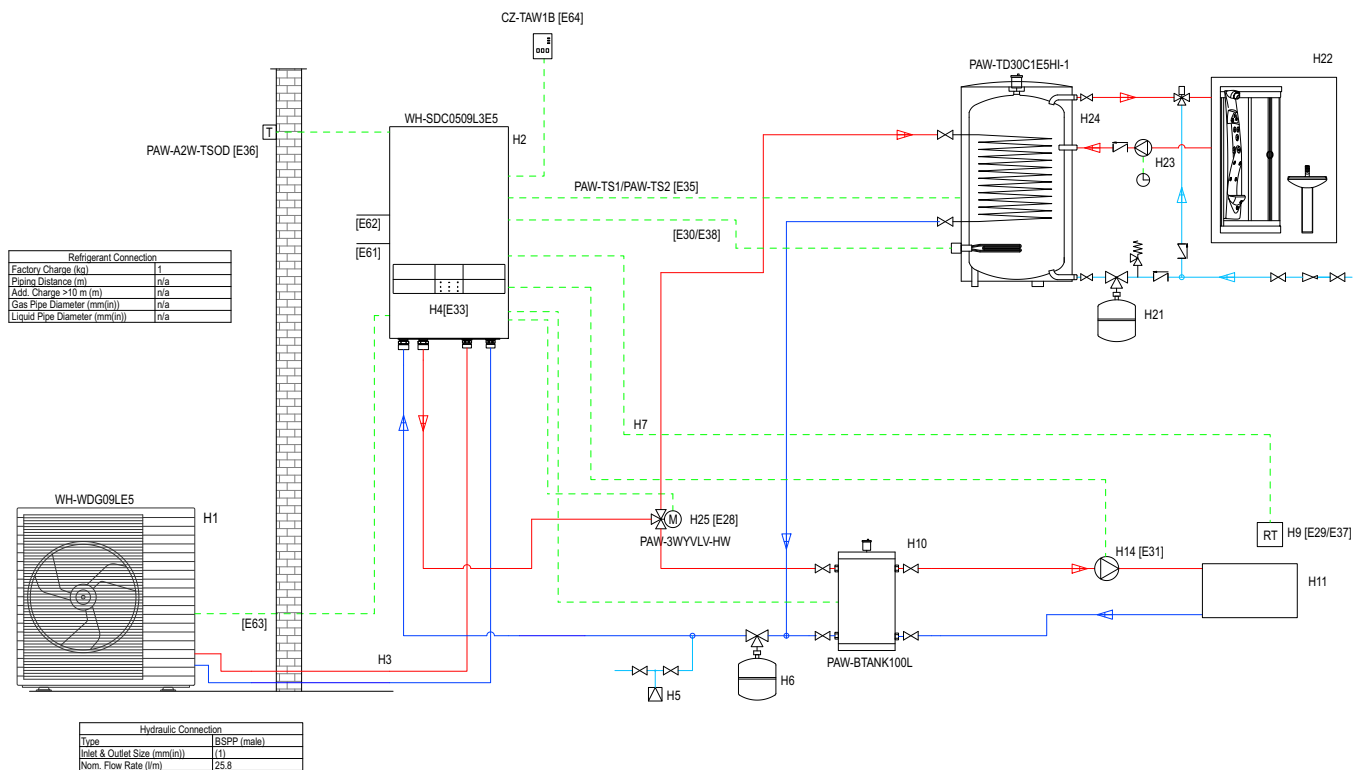 CZ-TAW1B [E64]
PAW-TD30C1E5HI-1
H22
WH-SDC0509L3E5
H2
H24
T
PAW-A2W-TSOD [E36]
H23
PAW-TS1/PAW-TS2 [E35]
[E62]
[E30/E38]
[E61]
Refrigerant Connection
Factory Charge (kg) 1
Piping Distance (m) n/a
Add. Charge >10 m (m) n/a
Gas Pipe Diameter (mm(in)) n/a
Liquid Pipe Diameter (mm(in)) n/a
H4[E33]
H21
H7
WH-WDG09LE5
H1
M
H25 [E28]
PAW-3WYVLV-HW
RT
H9 [E29/E37]
H10
H14 [E31]
H11
[E63]
H3
PAW-BTANK100L
H5
H6
Hydraulic Connection
Type BSPP (male)
Inlet & Outlet Size (mm(in)) (1)
Nom. Flow Rate (l/m) 25.8